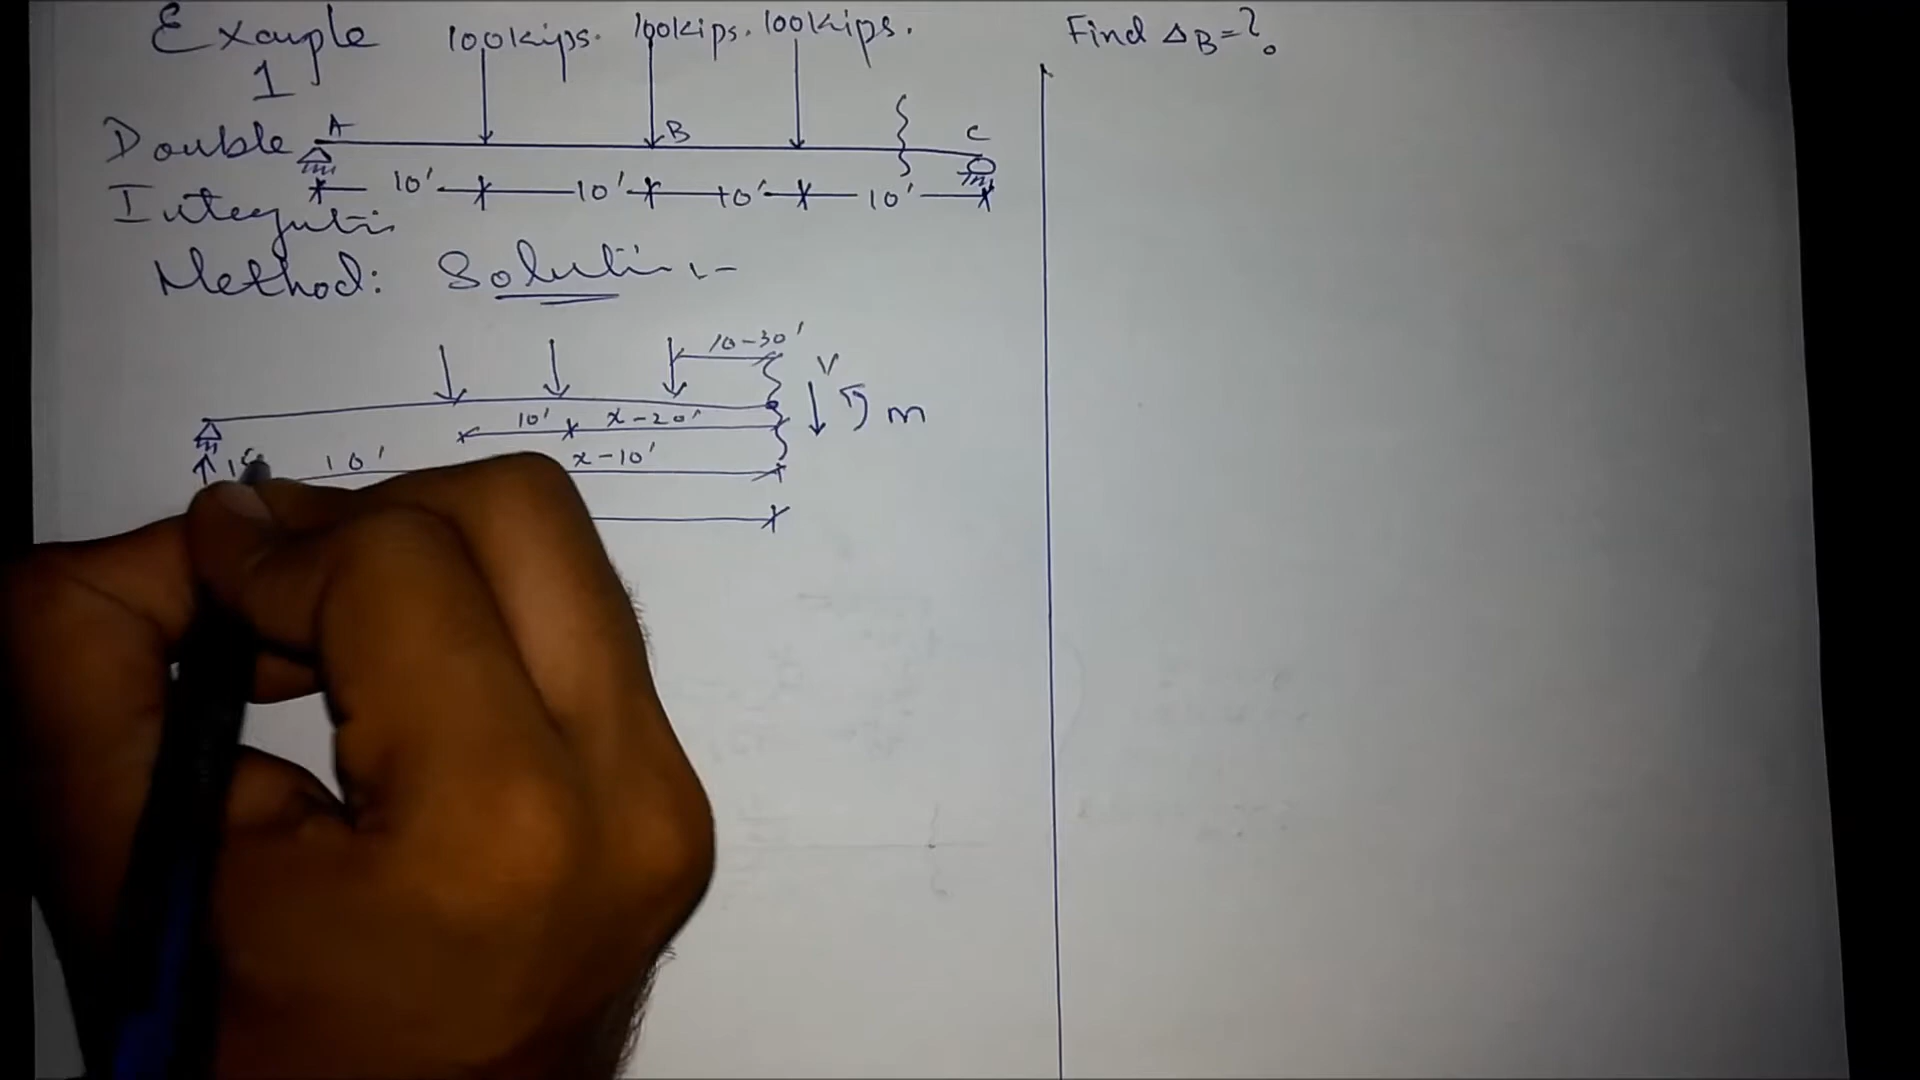 Example 100kips. 100kips. 100kips. Find ΔB=?
1
A B C
Double
10' 10' 10' 10'
Method: Solution:-
10-30'
V
10' x-20' m
10' x-10'